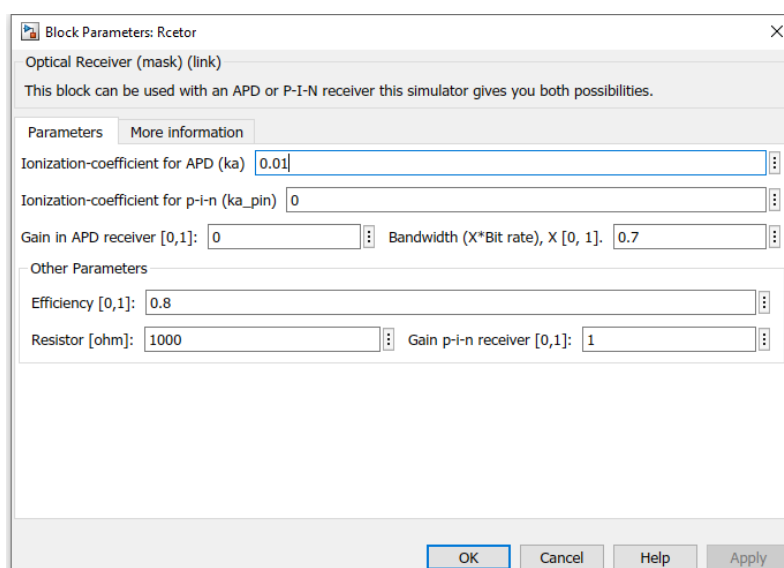 Block Parameters: Rcetor
Optical Receiver (mask) (link)
This block can be used with an APD or P-I-N receiver this simulator gives you both possibilities.
Parameters More information
Ionization-coefficient for APD (ka) 0.01
Ionization-coefficient for p-i-n (ka_pin) 0
Gain in APD receiver [0,1]: 0 Bandwidth (X*Bit rate), X [0, 1]. 0.7
Other Parameters
Efficiency [0,1]: 0.8
Resistor [ohm]: 1000 Gain p-i-n receiver [0,1]: 1
OK Cancel Help Apply